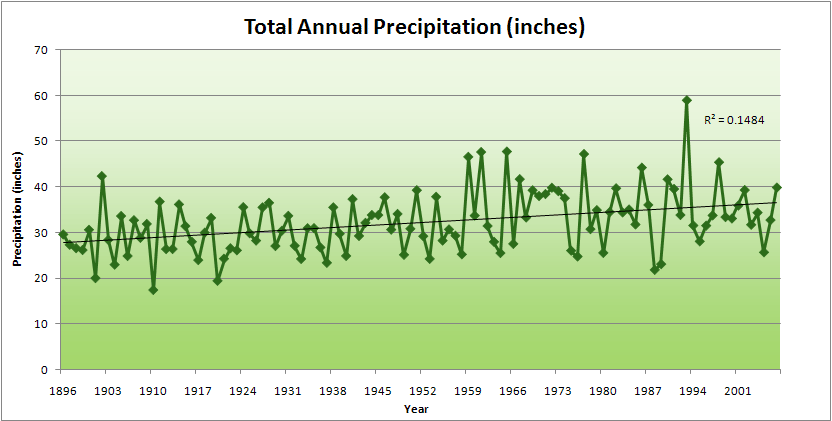 Total Annual Precipitation (inches)
70
60
50
40
30
20
10
0
R² = 0.1484
Precipitation (inches)
1896 1903 1910 1917 1924 1931 1938 1945 1952 1959 1966 1973 1980 1987 1994 2001
Year